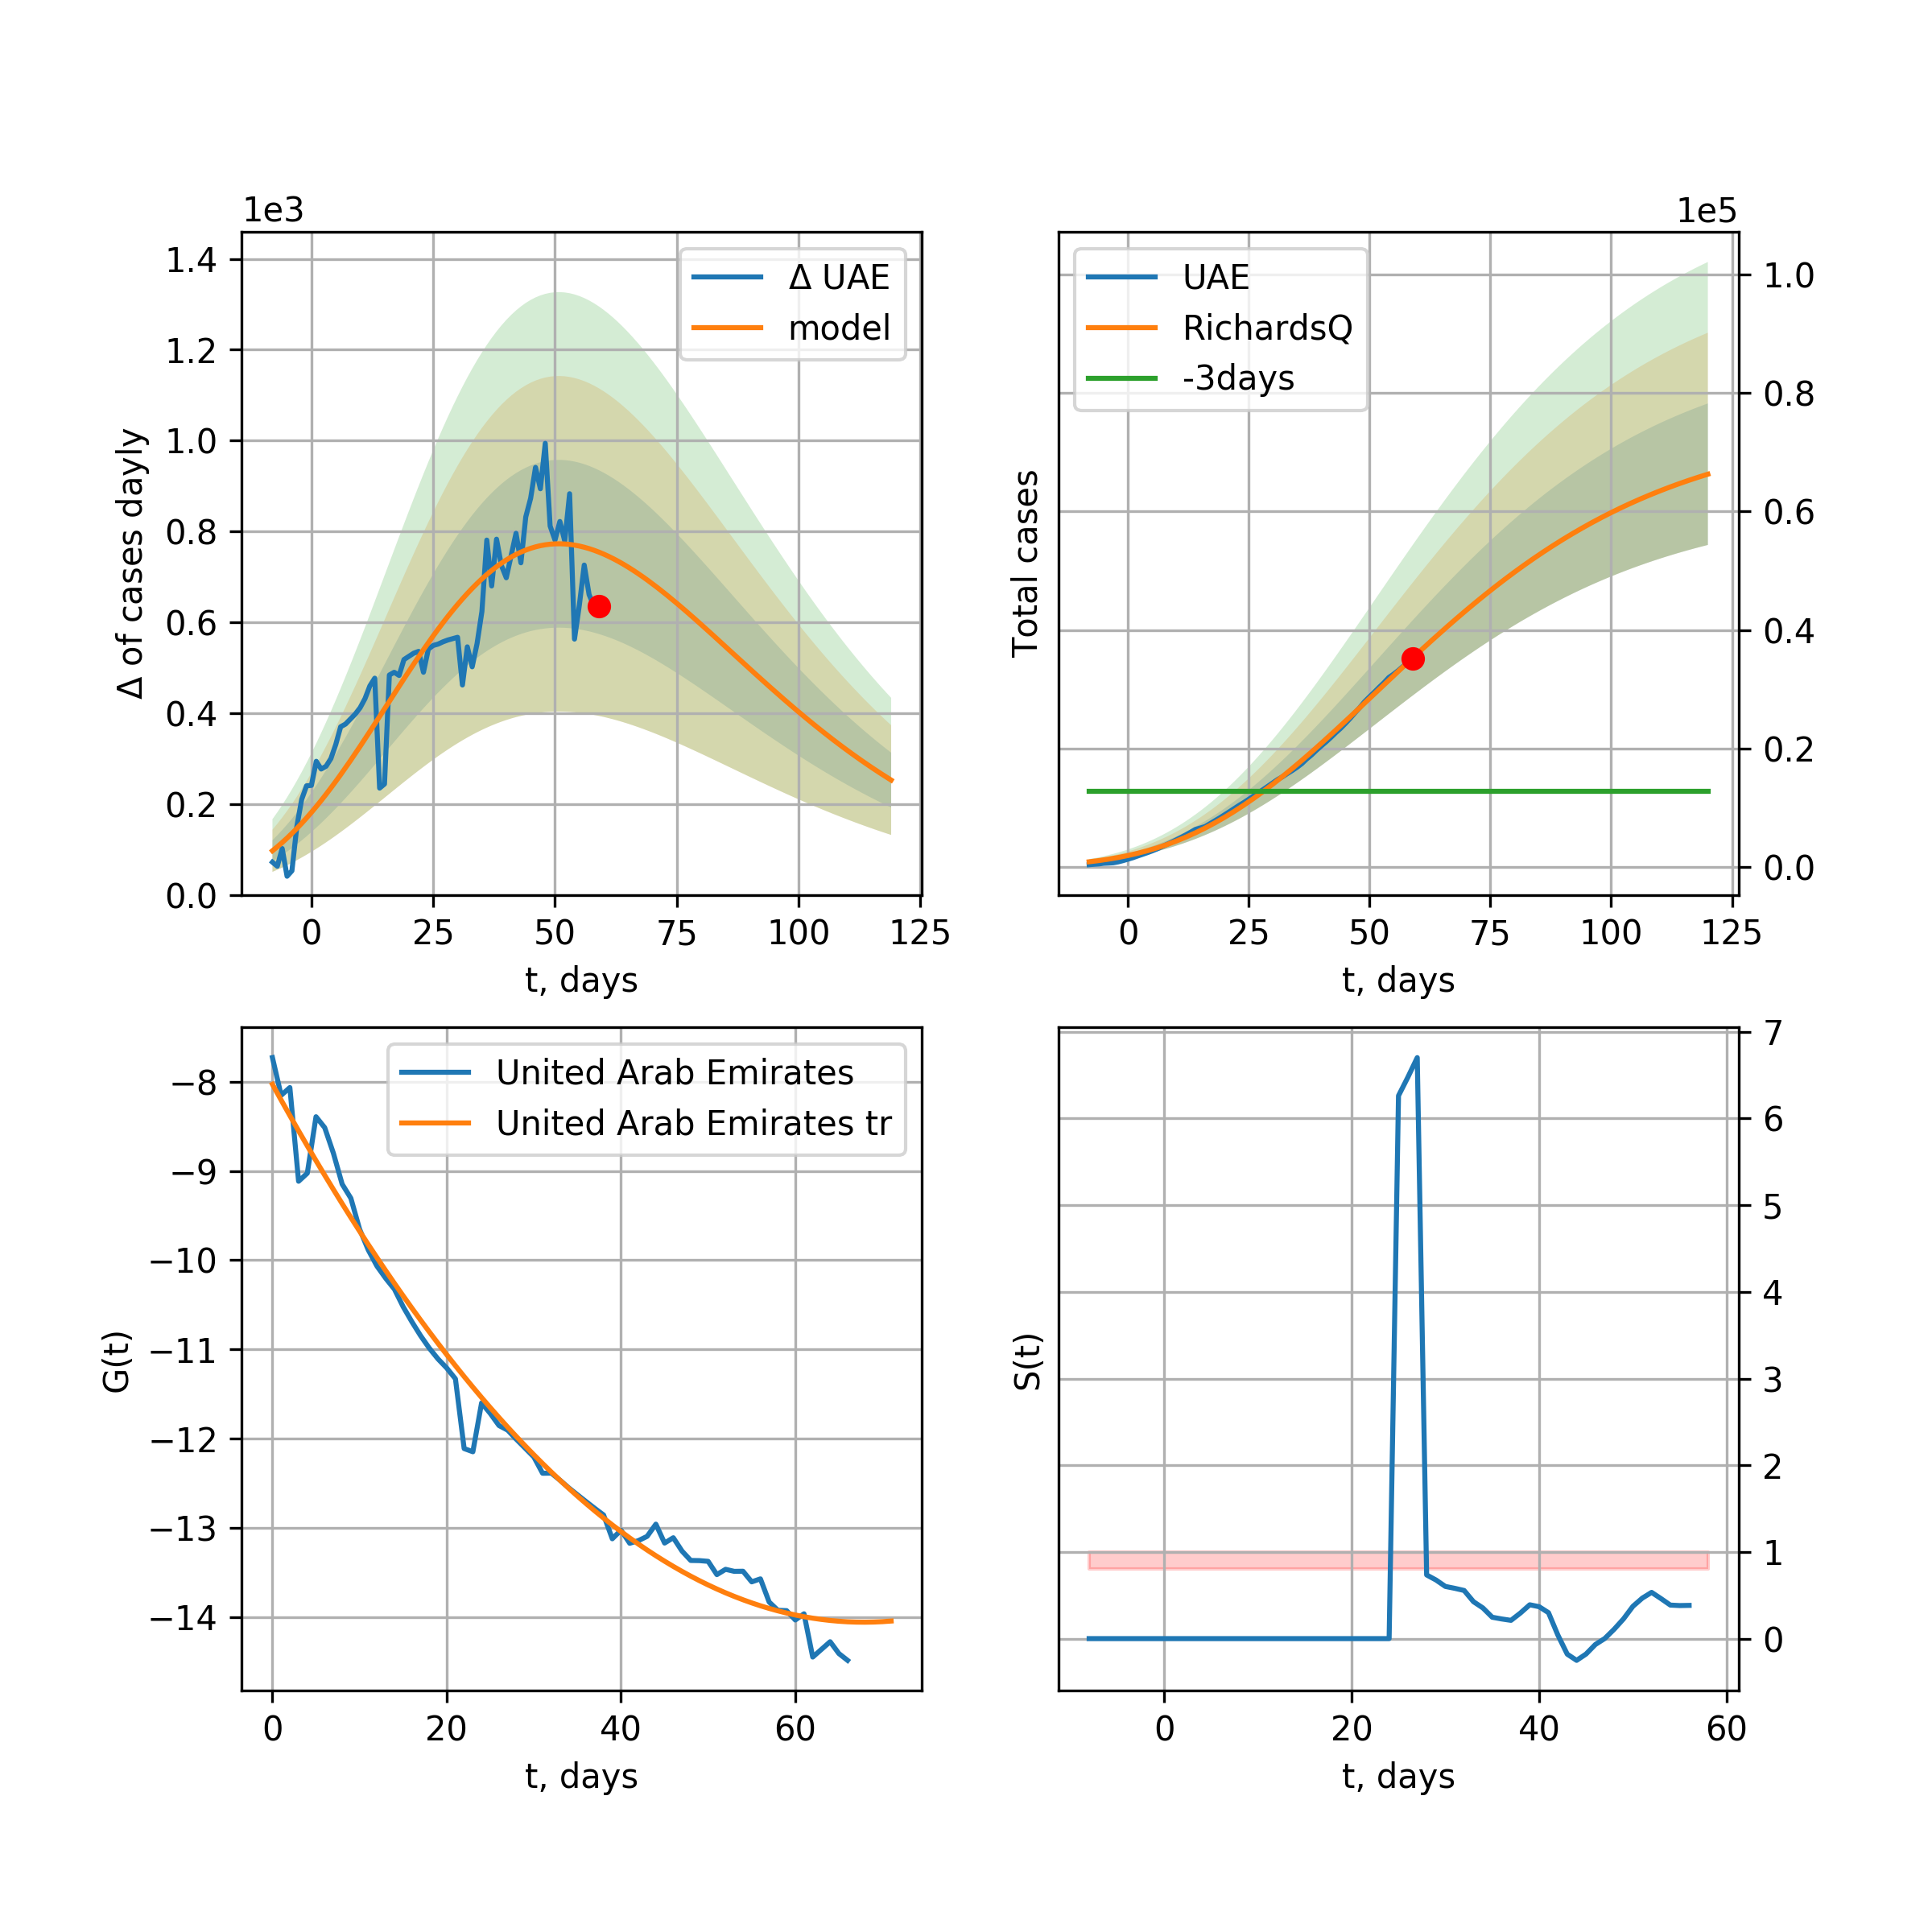 1e3
1.4
1.2
1.0
0.8
0.6
0.4
0.2
0.0
Δ of cases dayly
Δ UAE
model
0 25 50 75 100 125
t, days
1e5
UAE
RichardsQ
-3days
Total cases
1.0
0.8
0.6
0.4
0.2
0.0
0 25 50 75 100 125
t, days
United Arab Emirates
United Arab Emirates tr
G(t)
−8
−9
−10
−11
−12
−13
−14
0 20 40 60
t, days
S(t)
7
6
5
4
3
2
1
0
0 20 40 60
t, days